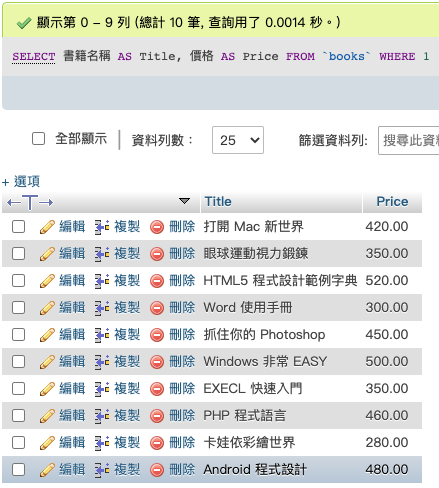 顯示第 0 – 9 列 (總計 10 筆, 查詢用了 0.0014 秒。)
SELECT 書籍名稱 AS Title, 價格 AS Price FROM `books` WHERE 1
全部顯示 資料列數： 25 篩選資料列: 搜尋此資料
+ 選項
Title Price
編輯 複製 刪除 打開 Mac 新世界 420.00
編輯 複製 刪除 眼球運動視力鍛鍊 350.00
編輯 複製 刪除 HTML5 程式設計範例字典 520.00
編輯 複製 刪除 Word 使用手冊 300.00
編輯 複製 刪除 抓住你的 Photoshop 450.00
編輯 複製 刪除 Windows 非常 EASY 500.00
編輯 複製 刪除 EXECL 快速入門 350.00
編輯 複製 刪除 PHP 程式語言 460.00
編輯 複製 刪除 卡娃依彩繪世界 280.00
編輯 複製 刪除 Android 程式設計 480.00